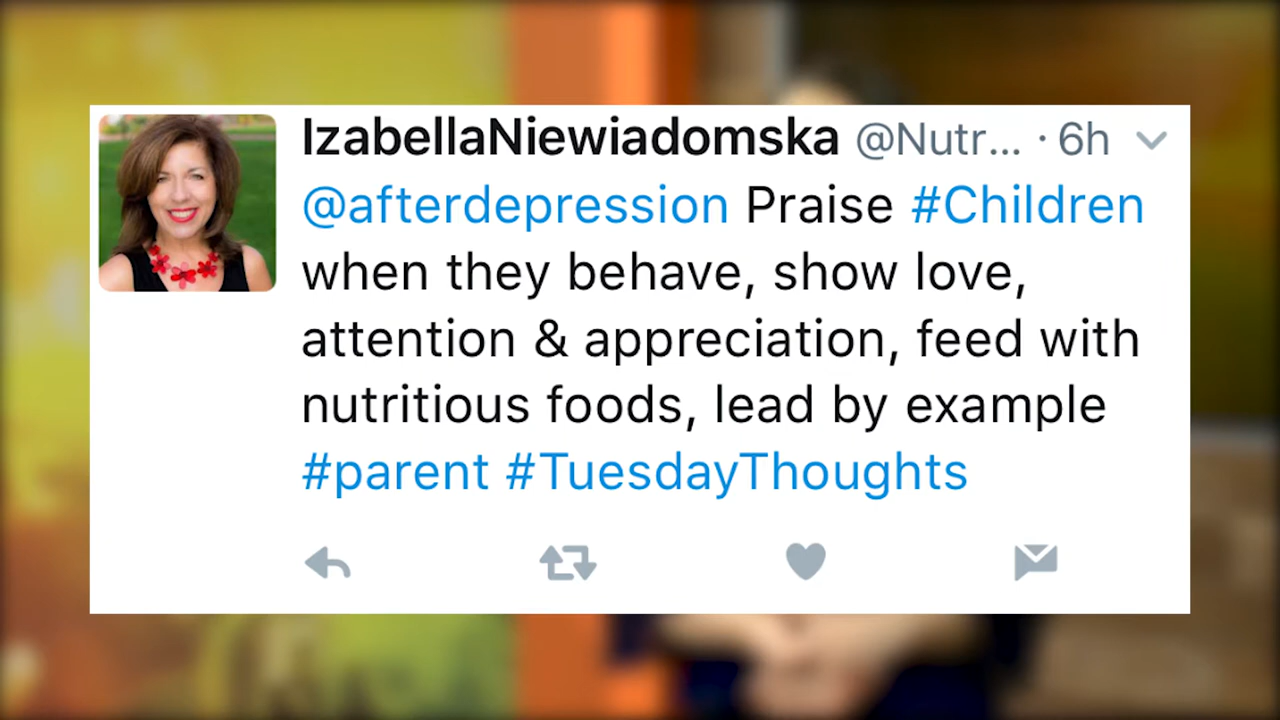 IzabellaNiewiadomska @Nutr... · 6h
@afterdepression Praise #Children
when they behave, show love,
attention & appreciation, feed with
nutritious foods, lead by example
#parent #TuesdayThoughts